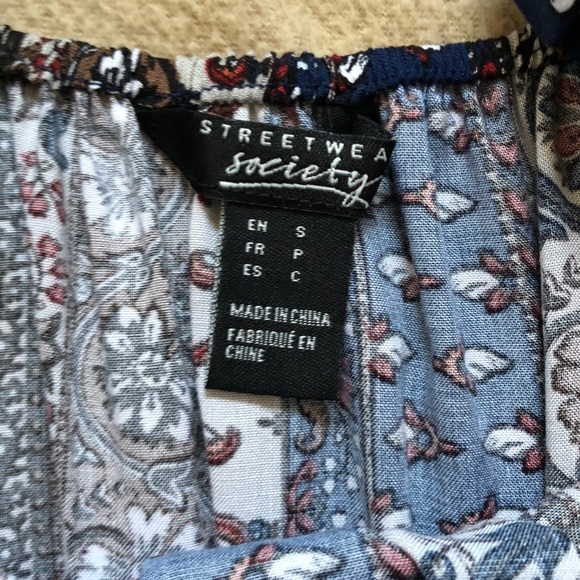 STREETWEA
society
EN S
FR P
ES C
MADE IN CHINA
FABRIQUÉ EN
CHINE